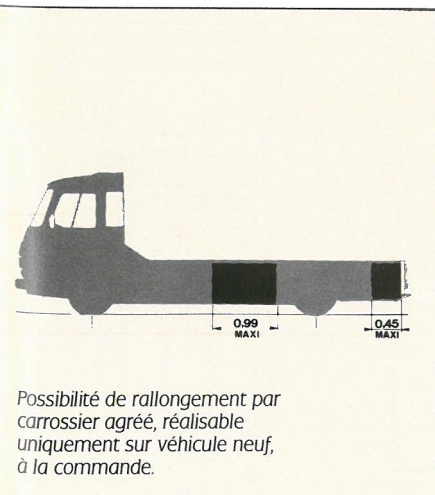 0.99
MAXI
0.45
MAXI
Possibilité de rallongement par
carrossier agréé, réalisable
uniquement sur véhicule neuf,
à la commande.